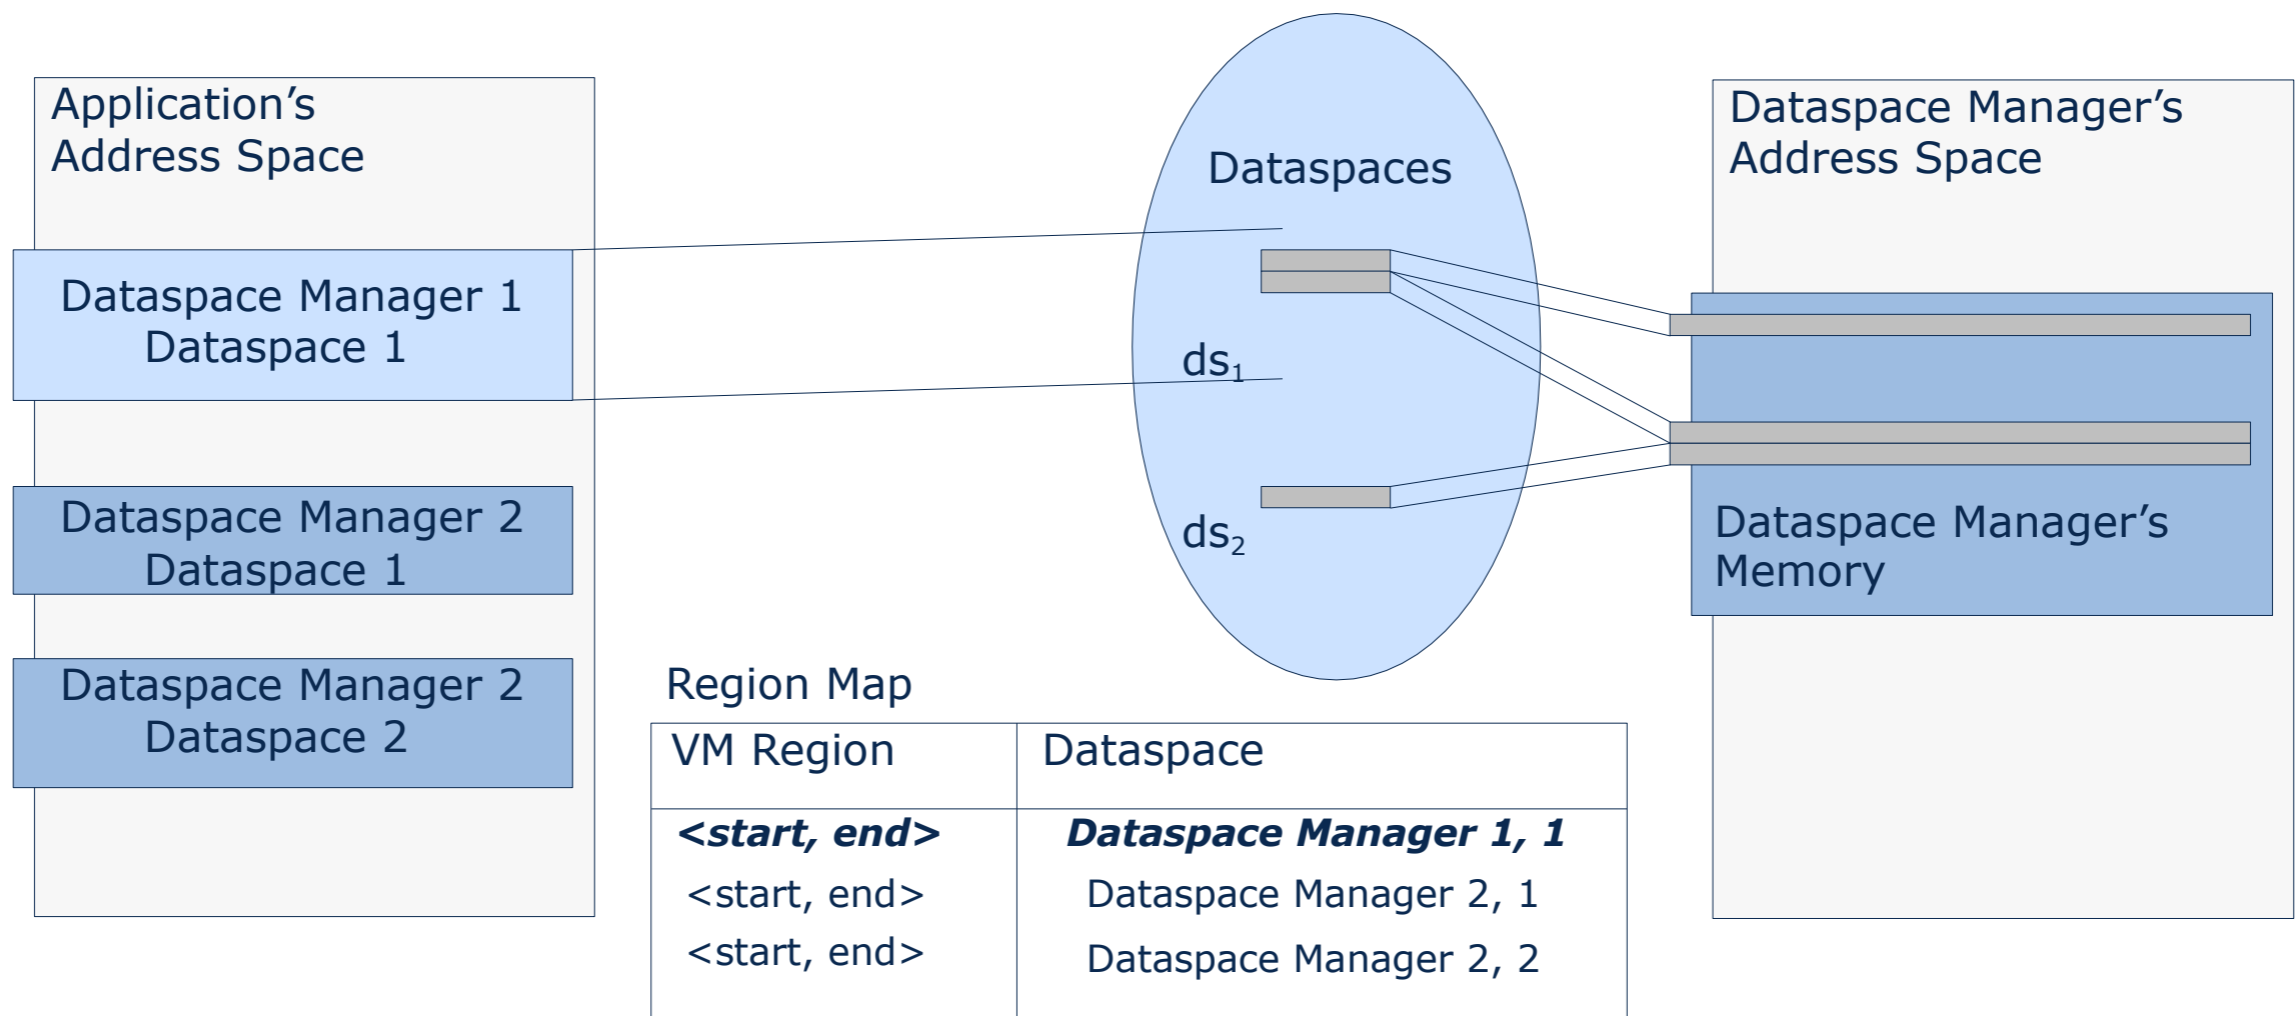 Application’s
Address Space
Dataspace Manager 1
Dataspace 1
Dataspace Manager 2
Dataspace 1
Dataspace Manager 2
Dataspace 2
Dataspaces
ds₁
ds₂
Dataspace Manager’s
Address Space
Dataspace Manager’s
Memory
Region Map
VM Region Dataspace
<start, end> Dataspace Manager 1, 1
<start, end> Dataspace Manager 2, 1
<start, end> Dataspace Manager 2, 2